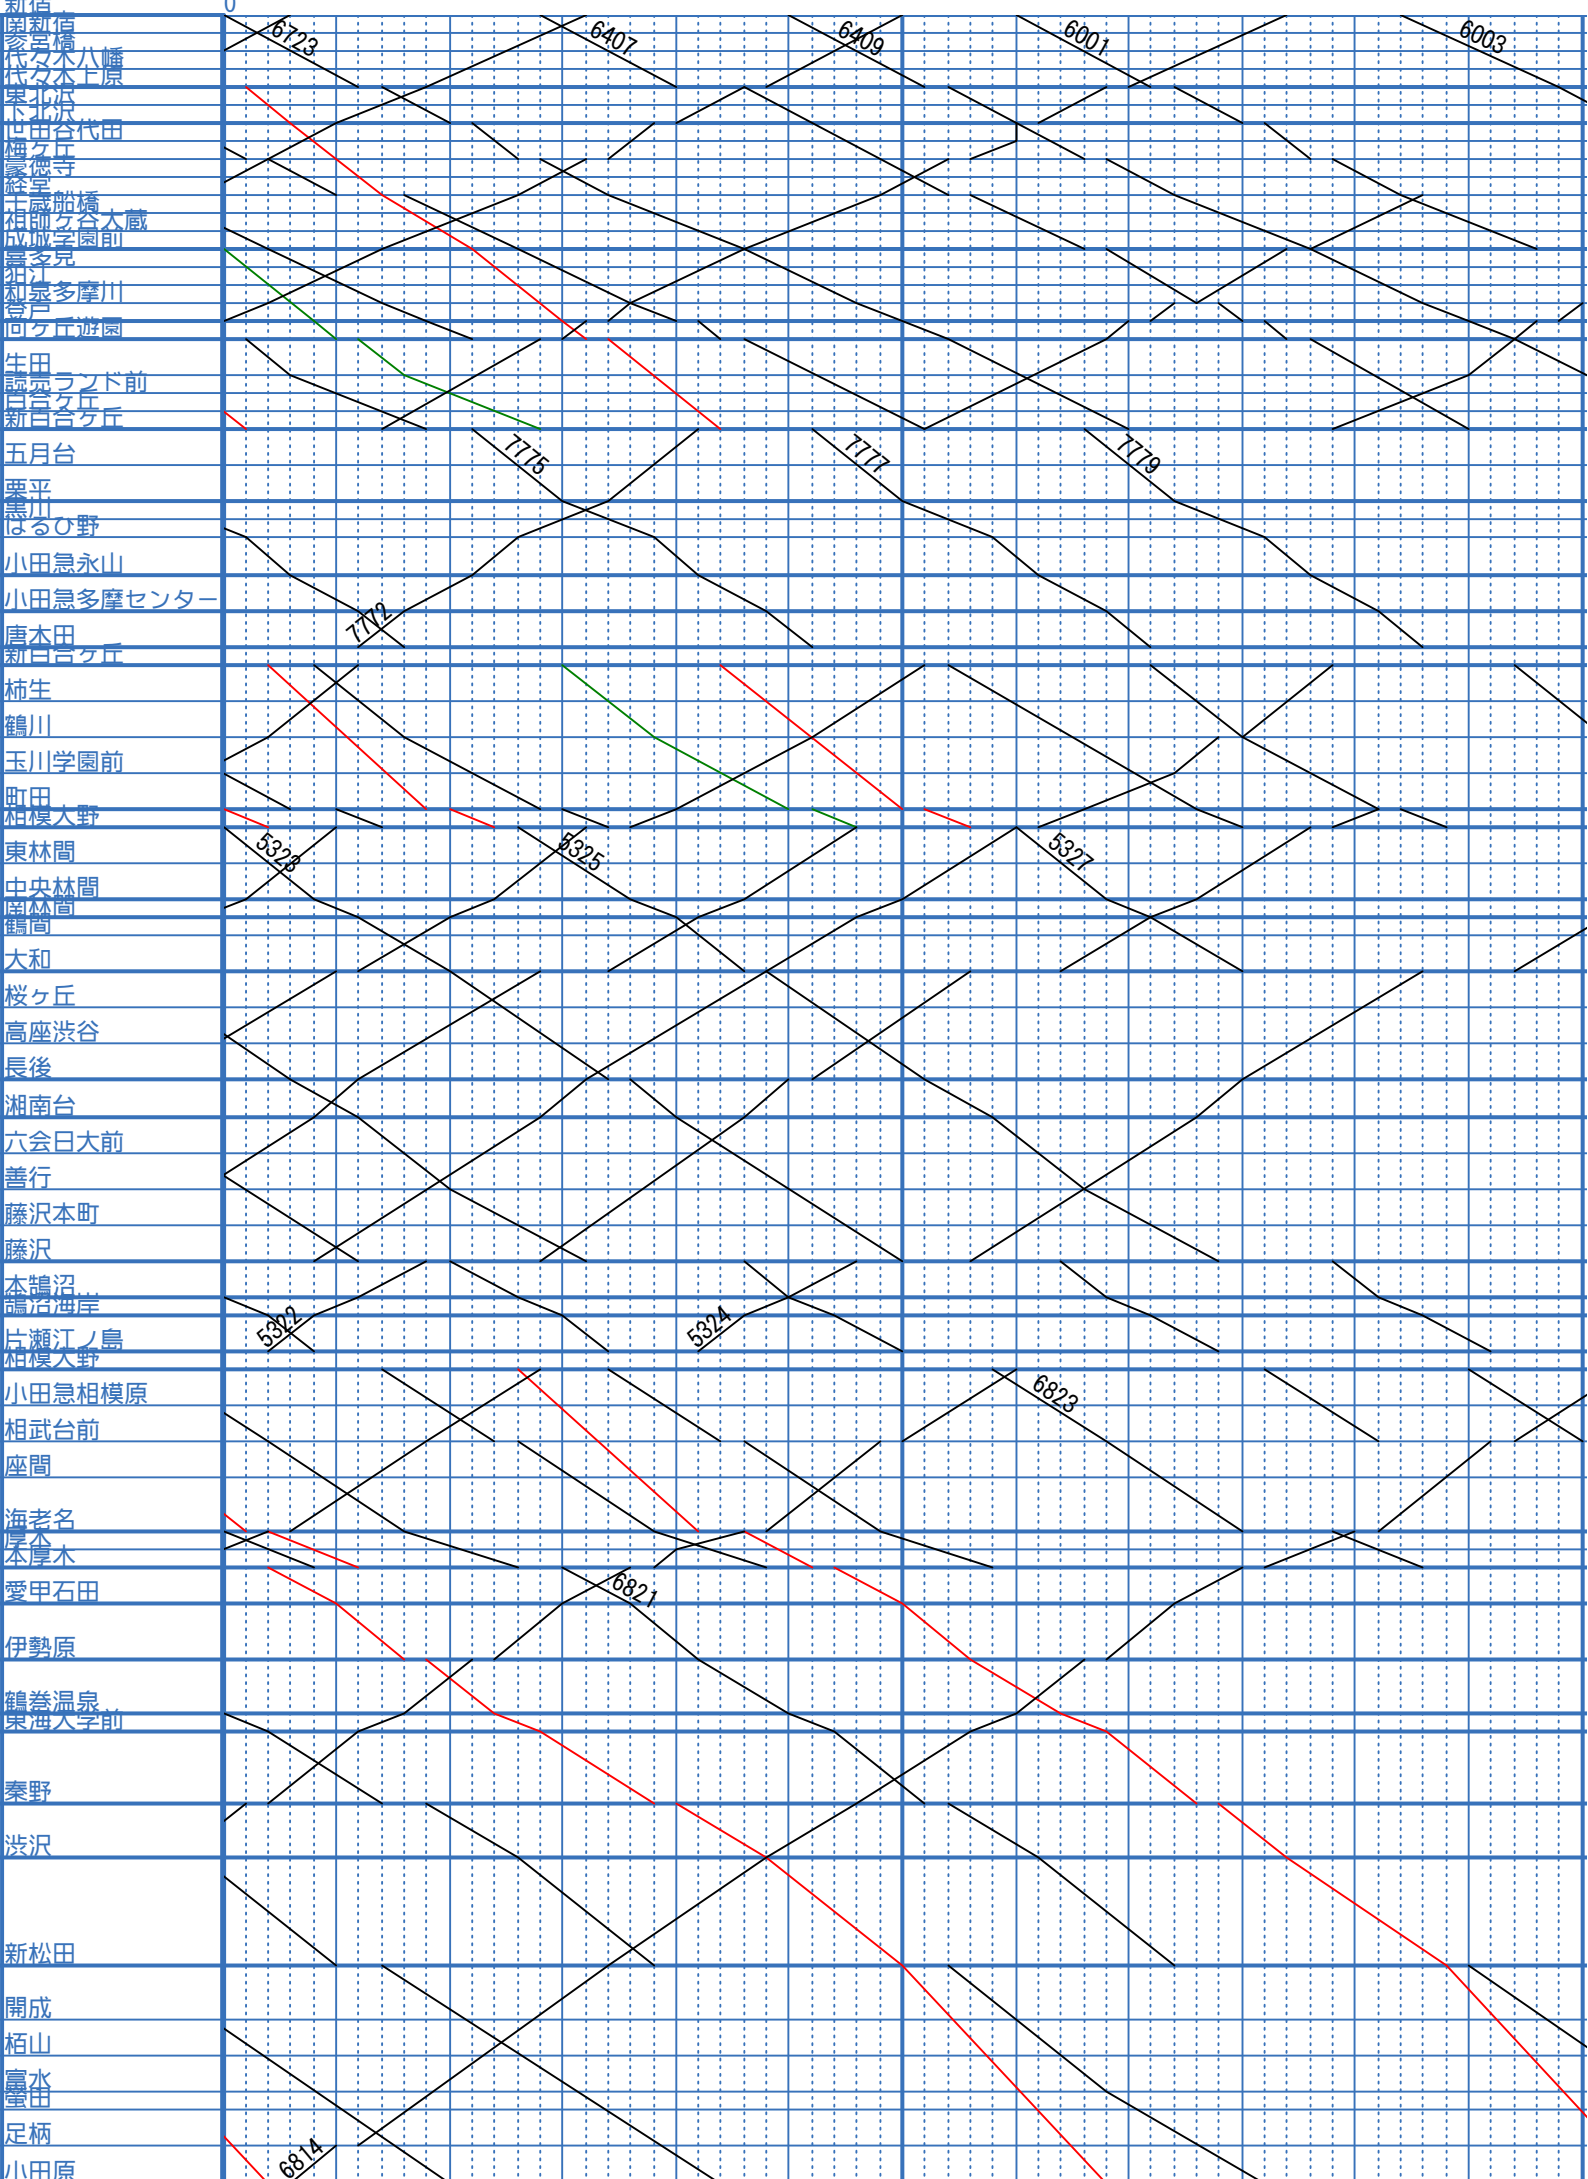 新宿
0
南新宿
参宮橋
代々木八幡
代々木上原
東北沢
下北沢
世田谷代田
梅ヶ丘
豪徳寺
経堂
千歳船橋
祖師ヶ谷大蔵
成城学園前
喜多見
狛江
和泉多摩川
登戸
向ヶ丘遊園
生田
読売ランド前
百合ヶ丘
新百合ヶ丘
五月台
栗平
黒川
はるひ野
小田急永山
小田急多摩センター
唐木田
新百合ヶ丘
柿生
鶴川
玉川学園前
町田
相模大野
東林間
中央林間
南林間
鶴間
大和
桜ヶ丘
高座渋谷
長後
湘南台
六会日大前
善行
藤沢本町
藤沢
本鵠沼
鵠沼海岸
片瀬江ノ島
相模大野
小田急相模原
相武台前
座間
海老名
厚木
本厚木
愛甲石田
伊勢原
鶴巻温泉
東海大学前
秦野
渋沢
新松田
開成
栢山
富水
螢田
足柄
小田原
6723
6407
6409
6001
6003
7775
7777
7779
7772
5323
5325
5327
5322
5324
6823
6821
6814